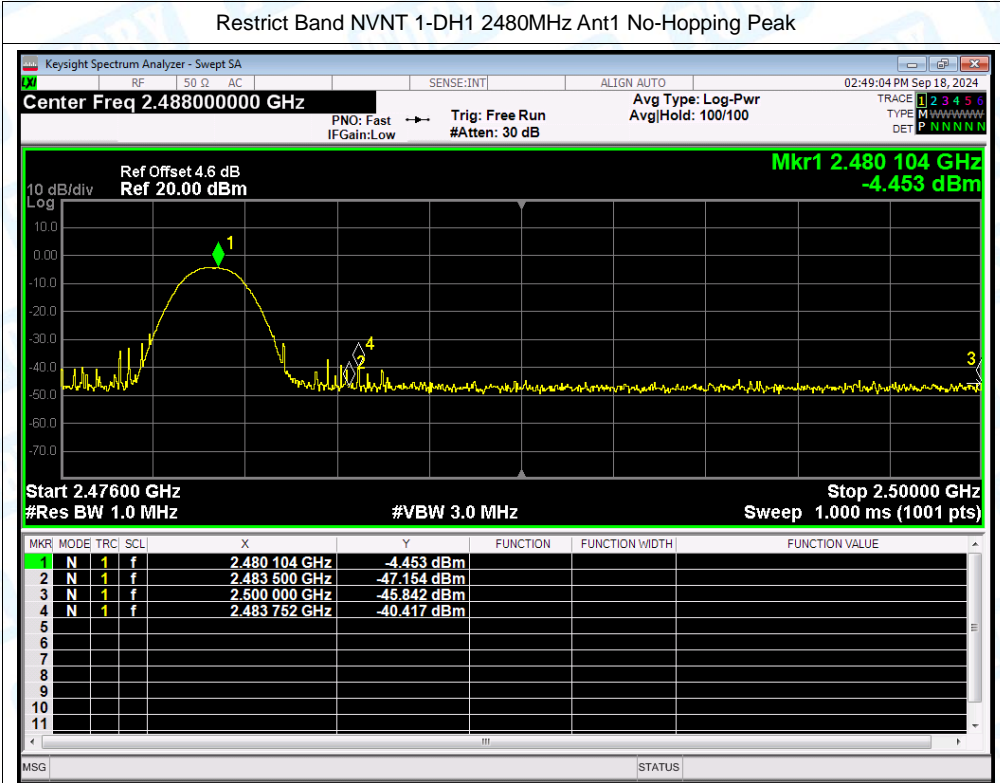 Restrict Band NVNT 1-DH1 2480MHz Ant1 No-Hopping Peak
Keysight Spectrum Analyzer - Swept SA
LXI RF 50 Ω AC SENSE:INT ALIGN AUTO 02:49:04 PM Sep 18, 2024
Center Freq 2.488000000 GHz Avg Type: Log-Pwr TRACE 1 2 3 4 5 6
PNO: Fast Trig: Free Run Avg|Hold: 100/100 TYPE M WWWWW
IFGain:Low #Atten: 30 dB DET P N N N N N
Mkr1 2.480 104 GHz
Ref Offset 4.6 dB
10 dB/div Ref 20.00 dBm -4.453 dBm
Log
10.0
0.00
-10.0
-20.0
-30.0
-40.0
-50.0
-60.0
-70.0
1
4
2
3
Start 2.47600 GHz Stop 2.50000 GHz
#Res BW 1.0 MHz #VBW 3.0 MHz Sweep 1.000 ms (1001 pts)
MKR MODE TRC SCL X Y FUNCTION FUNCTION WIDTH FUNCTION VALUE
1 N 1 f 2.480 104 GHz -4.453 dBm
2 N 1 f 2.483 500 GHz -47.154 dBm
3 N 1 f 2.500 000 GHz -45.842 dBm
4 N 1 f 2.483 752 GHz -40.417 dBm
5
6
7
8
9
10
11
MSG STATUS